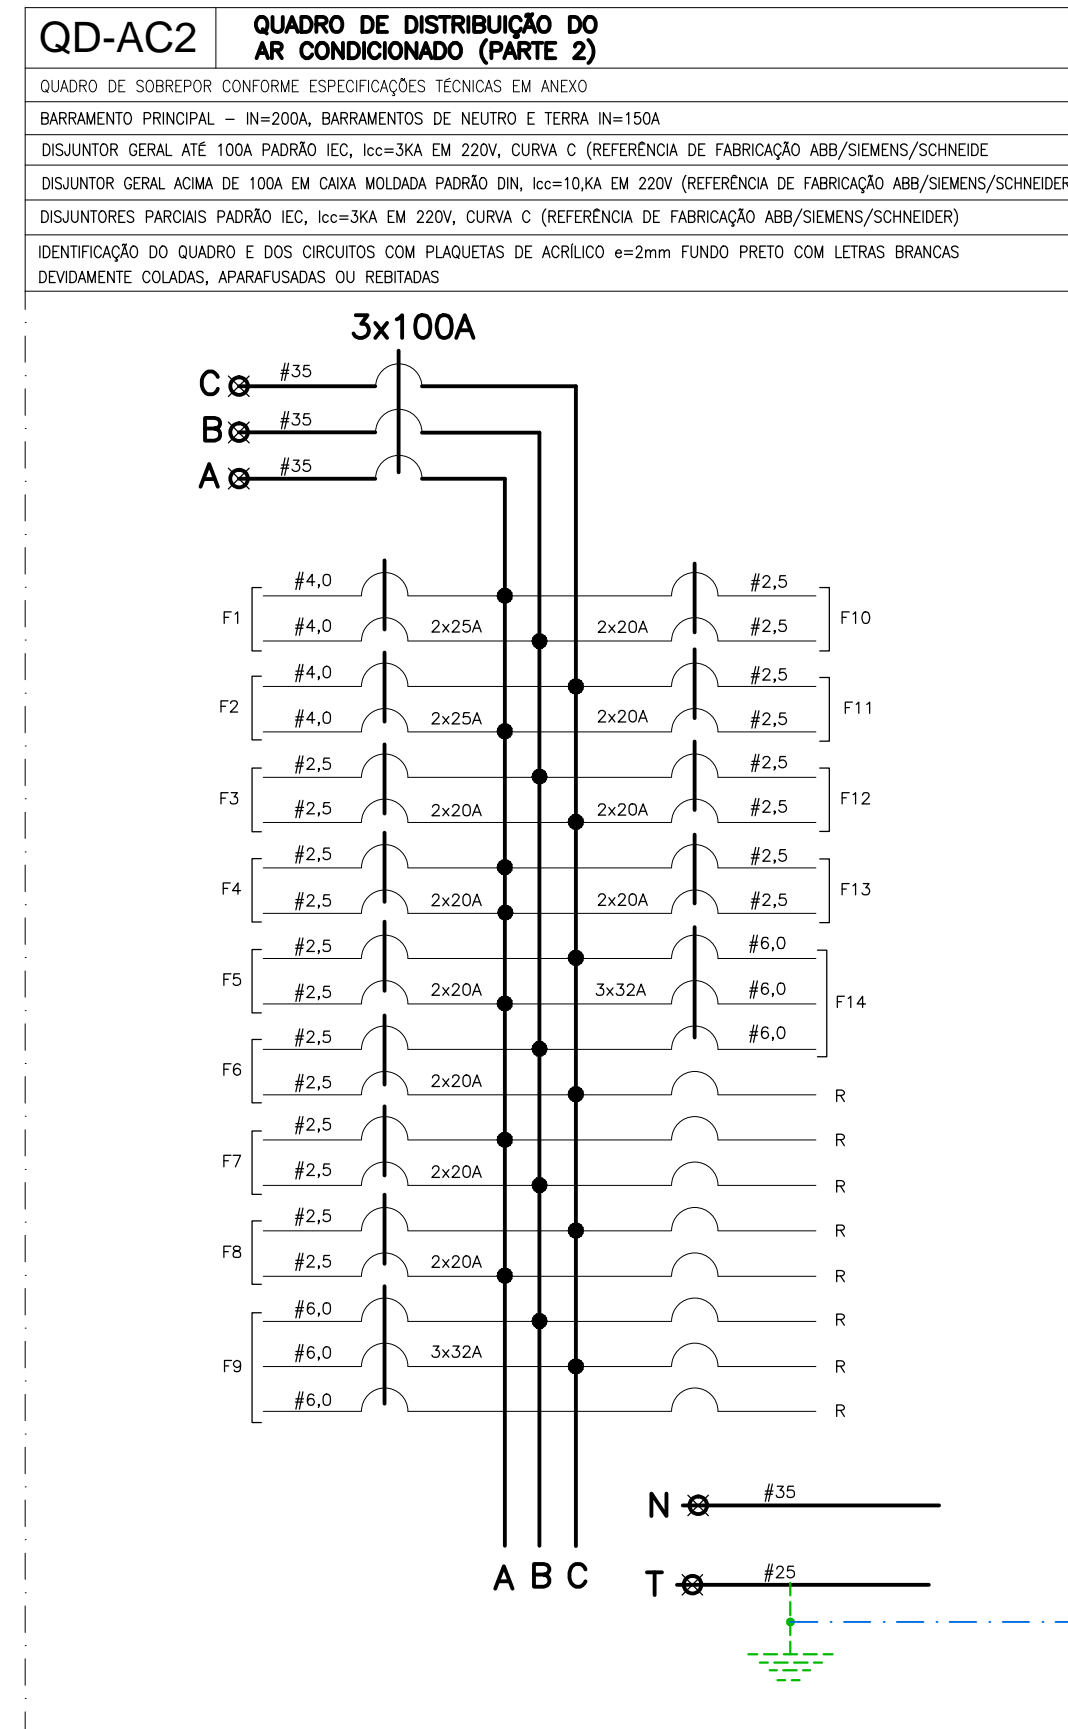 QD-AC2
QUADRO DE DISTRIBUIÇÃO DO
AR CONDICIONADO (PARTE 2)
QUADRO DE SOBREPOR CONFORME ESPECIFICAÇÕES TÉCNICAS EM ANEXO
BARRAMENTO PRINCIPAL – IN=200A, BARRAMENTOS DE NEUTRO E TERRA IN=150A
DISJUNTOR GERAL ATÉ 100A PADRÃO IEC, Icc=3KA EM 220V, CURVA C (REFERÊNCIA DE FABRICAÇÃO ABB/SIEMENS/SCHNEIDE
DISJUNTOR GERAL ACIMA DE 100A EM CAIXA MOLDADA PADRÃO DIN, Icc=10,KA EM 220V (REFERÊNCIA DE FABRICAÇÃO ABB/SIEMENS/SCHNEIDER
DISJUNTORES PARCIAIS PADRÃO IEC, Icc=3KA EM 220V, CURVA C (REFERÊNCIA DE FABRICAÇÃO ABB/SIEMENS/SCHNEIDER)
IDENTIFICAÇÃO DO QUADRO E DOS CIRCUITOS COM PLAQUETAS DE ACRÍLICO e=2mm FUNDO PRETO COM LETRAS BRANCAS
DEVIDAMENTE COLADAS, APARAFUSADAS OU REBITADAS
3x100A
C #35
B #35
A #35
#4,0 #2,5
F1 F10
#4,0 2x25A 2x20A #2,5
#4,0 #2,5
F2 F11
#4,0 2x25A 2x20A #2,5
#2,5 #2,5
F3 F12
#2,5 2x20A 2x20A #2,5
#2,5 #2,5
F4 F13
#2,5 2x20A 2x20A #2,5
#2,5 #6,0
F5
#2,5 2x20A 3x32A #6,0
F14
#2,5 #6,0
F6
#2,5 2x20A R
#2,5 R
F7
#2,5 2x20A R
#2,5 R
F8
#2,5 2x20A R
#6,0 R
#6,0 3x32A
F9 R
#6,0 R
N #35
A B C
T #25